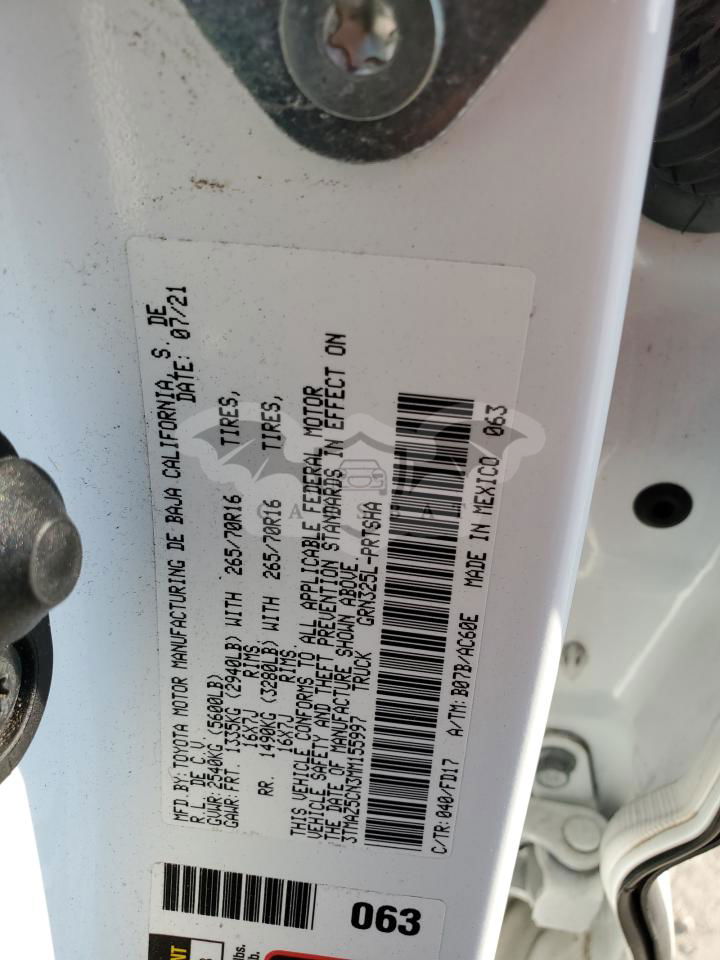 MFD.BY:TOYOTA MOTOR MANUFACTURING DE BAJA CALIFORNIA, S. DE
R.L. DE C.V. DATE: 07/21
GVWR:2540KG (5600LB)
GAWR:FRT. 1335KG (2940LB) WITH 265/70R16 TIRES,
16X7J RIMS
RR. 1490KG (3280LB) WITH 265/70R16 TIRES,
16X7J RIMS.
THIS VEHICLE CONFORMS TO ALL APPLICABLE FEDERAL MOTOR
VEHICLE SAFETY AND THEFT PREVENTION STANDARDS IN EFFECT ON
THE DATE OF MANUFACTURE SHOWN ABOVE.
3TMAZ5CN3MM155997 TRUCK GRN325L-PRTSHA
C/TR:040/FD17 A/TM: B07B/AC60E MADE IN MEXICO 063
063
lbs.